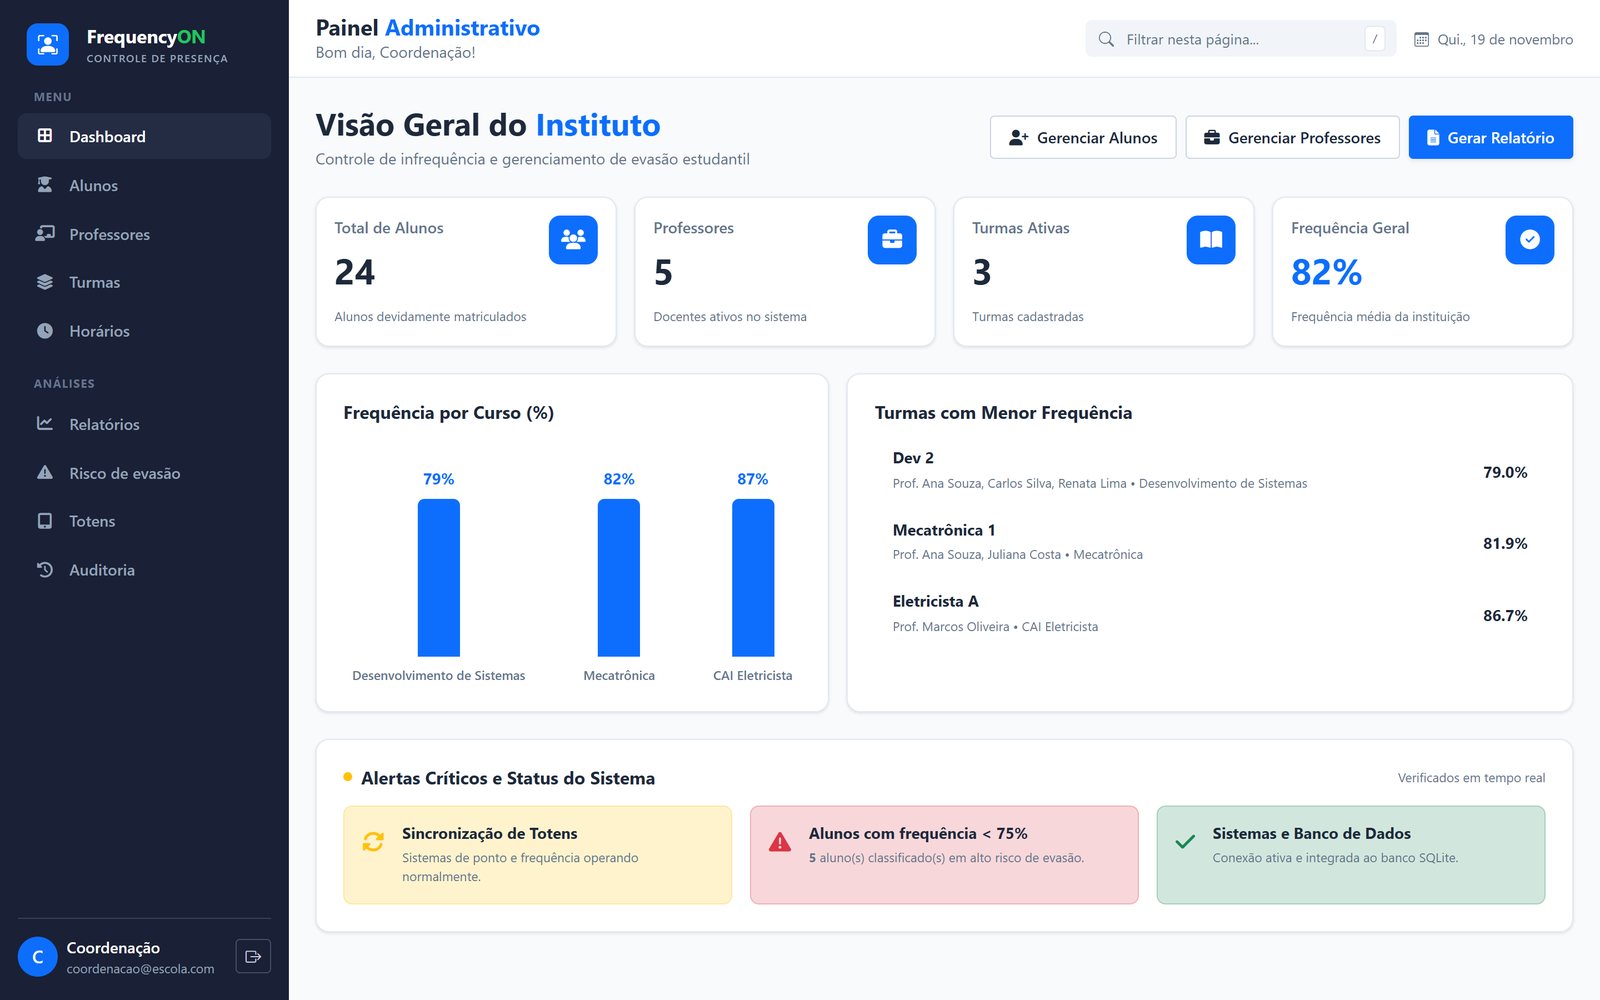 FrequencyON
CONTROLE DE PRESENÇA
MENU
Dashboard
Alunos
Professores
Turmas
Horários
ANÁLISES
Relatórios
Risco de evasão
Totens
Auditoria
C
Coordenação
coordenacao@escola.com
Painel Administrativo
Bom dia, Coordenação!
Filtrar nesta página...
/
Qui., 19 de novembro
Visão Geral do Instituto
Controle de infrequência e gerenciamento de evasão estudantil
Gerenciar Alunos
Gerenciar Professores
Gerar Relatório
Total de Alunos
24
Alunos devidamente matriculados
Professores
5
Docentes ativos no sistema
Turmas Ativas
3
Turmas cadastradas
Frequência Geral
82%
Frequência média da instituição
Frequência por Curso (%)
79%
82%
87%
Desenvolvimento de Sistemas
Mecatrônica
CAI Eletricista
Turmas com Menor Frequência
Dev 2
Prof. Ana Souza, Carlos Silva, Renata Lima • Desenvolvimento de Sistemas
79.0%
Mecatrônica 1
Prof. Ana Souza, Juliana Costa • Mecatrônica
81.9%
Eletricista A
Prof. Marcos Oliveira • CAI Eletricista
86.7%
Alertas Críticos e Status do Sistema
Verificados em tempo real
Sincronização de Totens
Sistemas de ponto e frequência operando
normalmente.
Alunos com frequência < 75%
5 aluno(s) classificado(s) em alto risco de evasão.
Sistemas e Banco de Dados
Conexão ativa e integrada ao banco SQLite.